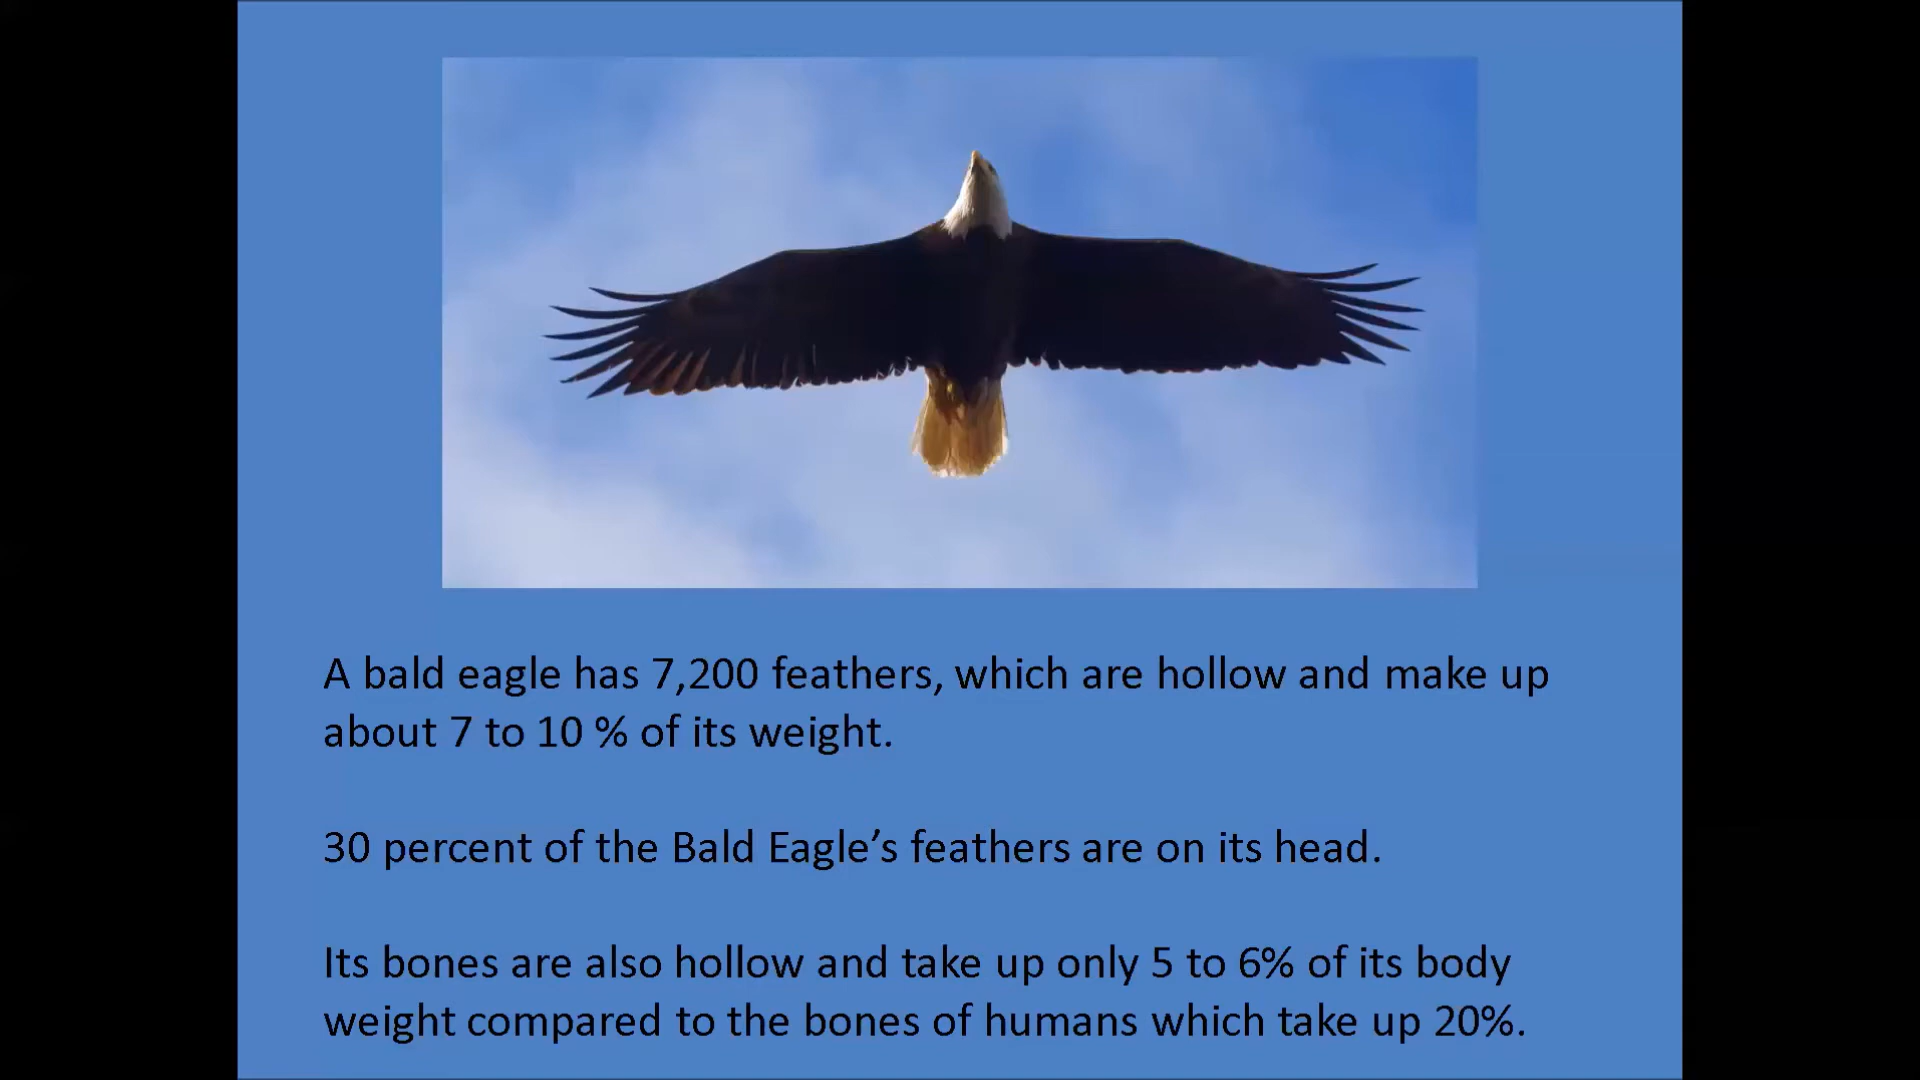 A bald eagle has 7,200 feathers, which are hollow and make up
about 7 to 10 % of its weight.
30 percent of the Bald Eagle’s feathers are on its head.
Its bones are also hollow and take up only 5 to 6% of its body
weight compared to the bones of humans which take up 20%.